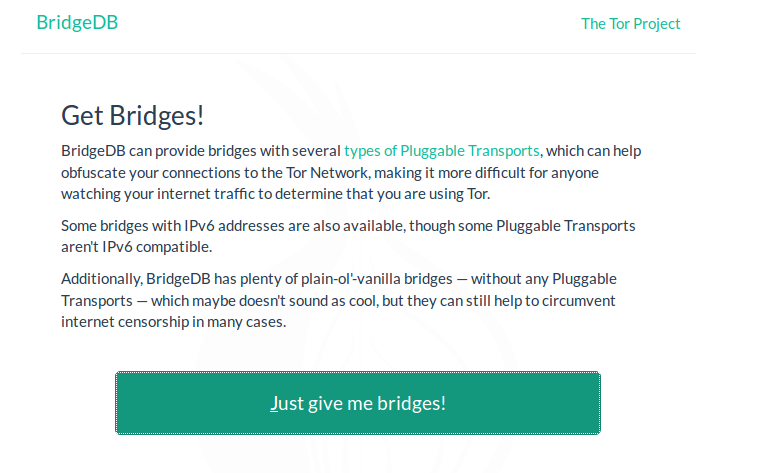 BridgeDB
The Tor Project
Get Bridges!
BridgeDB can provide bridges with several types of Pluggable Transports, which can help
obfuscate your connections to the Tor Network, making it more difficult for anyone
watching your internet traffic to determine that you are using Tor.
Some bridges with IPv6 addresses are also available, though some Pluggable Transports
aren't IPv6 compatible.
Additionally, BridgeDB has plenty of plain-ol'-vanilla bridges — without any Pluggable
Transports — which maybe doesn't sound as cool, but they can still help to circumvent
internet censorship in many cases.
Just give me bridges!